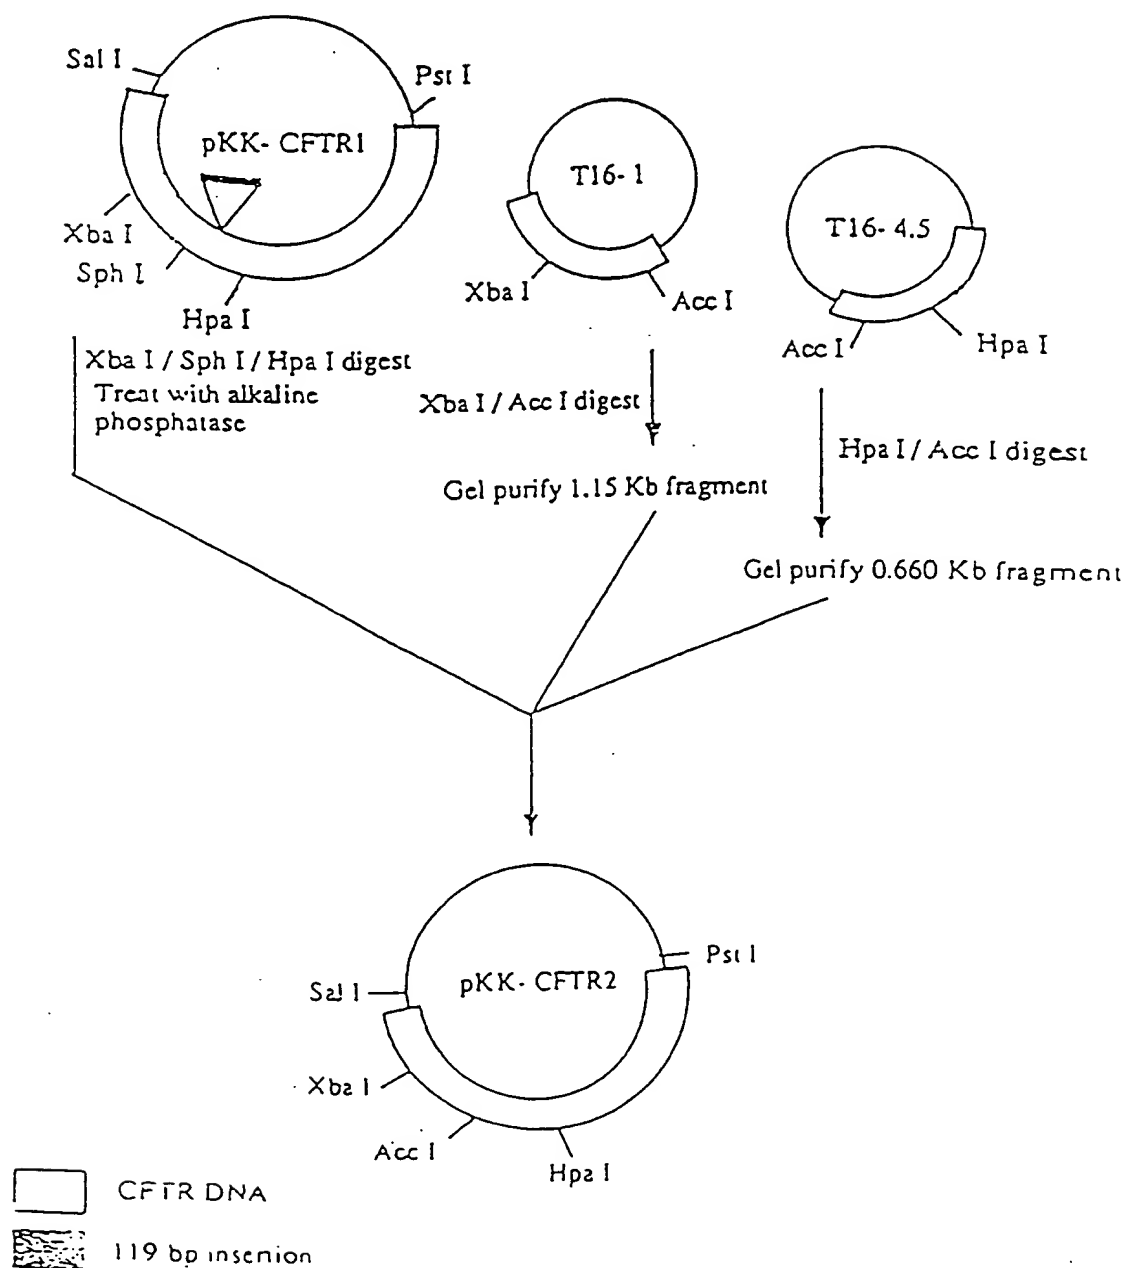 Sal I
Pst I
pKK- CFTR1
Xba I
Sph I
Hpa I
T16- 1
Xba I
Acc I
T16- 4.5
Acc I
Hpa I
Xba I / Sph I / Hpa I digest
Treat with alkaline
phosphatase
Xba I / Acc I digest
Gel purify 1.15 Kb fragment
Hpa I / Acc I digest
Gel purify 0.660 Kb fragment
Sal I
Pst I
pKK- CFTR2
Xba I
Acc I
Hpa I
CFTR DNA
119 bp insertion